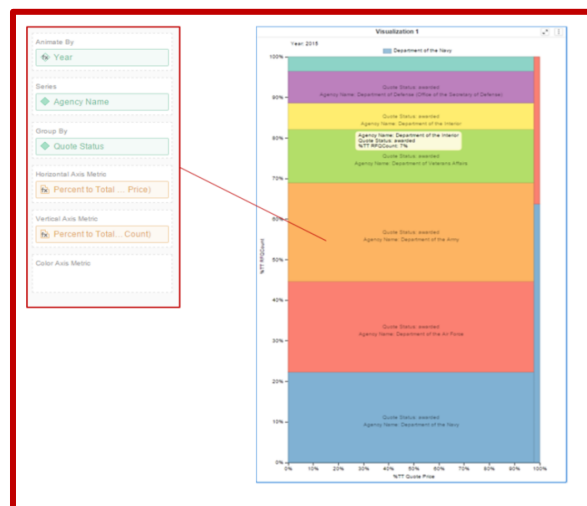 Animate By
Year
Series
Agency Name
Group By
Quote Status
Horizontal Axis Metric
Percent to Total ... Price)
Vertical Axis Metric
Percent to Total... Count)
Color Axis Metric
Visualization 1
Year: 2015
Department of the Navy
100%
90%
80%
70%
60%
50%
40%
30%
20%
10%
0%
%TT RFQCount
Quote Status: awarded
Agency Name: Department of Defense (Office of the Secretary of Defense)
Quote Status: awarded
Agency Name: Department of the Interior
Agency Name: Department of the Interior
Quote Status: awarded
%TT RFQCount: 7%
Quote Status: awarded
Agency Name: Department of Veterans Affairs
Quote Status: awarded
Agency Name: Department of the Army
Quote Status: awarded
Agency Name: Department of the Air Force
Quote Status: awarded
Agency Name: Department of the Navy
0% 10% 20% 30% 40% 50% 60% 70% 80% 90% 100%
%TT Quote Price